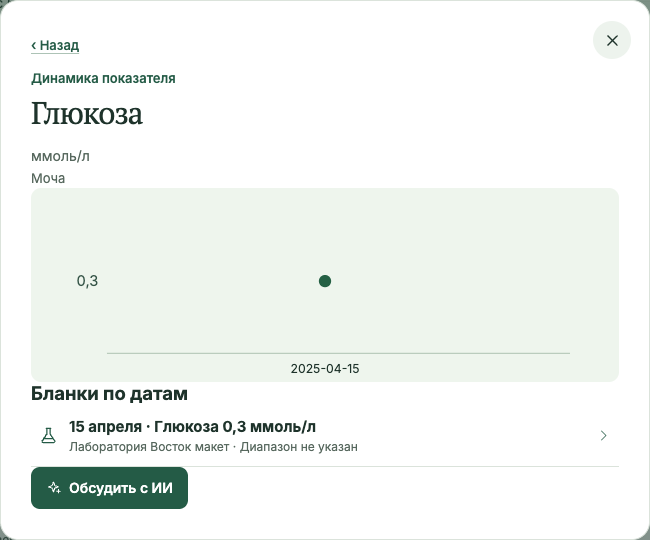 ‹ Назад
Динамика показателя
Глюкоза
ммоль/л
Моча
0,3
2025-04-15
Бланки по датам
15 апреля · Глюкоза 0,3 ммоль/л
Лаборатория Восток макет · Диапазон не указан
Обсудить с ИИ